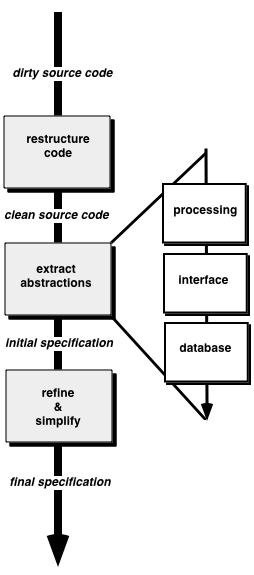 dirty source code
restructure
code
clean source code
extract
abstractions
processing
interface
database
initial specification
refine
&
simplify
final specification